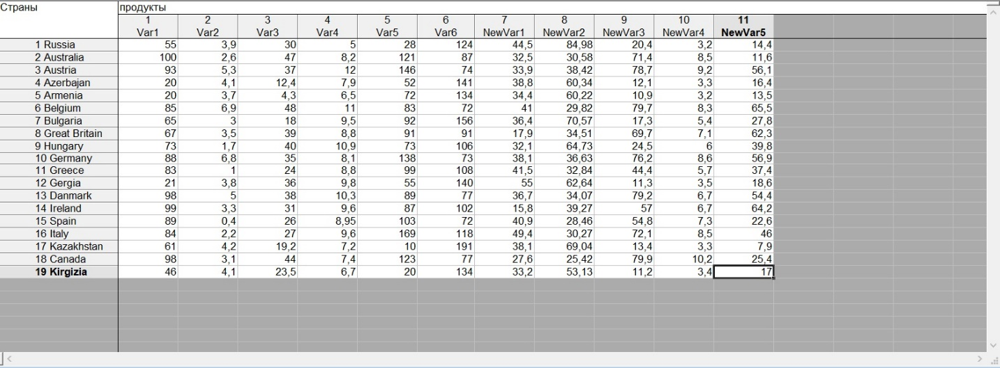 Страны продукты
1 2 3 4 5 6 7 8 9 10 11
Var1 Var2 Var3 Var4 Var5 Var6 NewVar1 NewVar2 NewVar3 NewVar4 NewVar5
1 Russia 55 3,9 30 5 28 124 44,5 84,98 20,4 3,2 14,4
2 Australia 100 2,6 47 8,2 121 87 32,5 30,58 71,4 8,5 11,6
3 Austria 93 5,3 37 12 146 74 33,9 38,42 78,7 9,2 56,1
4 Azerbajan 20 4,1 12,4 7,9 52 141 38,8 60,34 12,1 3,3 16,4
5 Armenia 20 3,7 4,3 6,5 72 134 34,4 60,22 10,9 3,2 13,5
6 Belgium 85 6,9 48 11 83 72 41 29,82 79,7 8,3 65,5
7 Bulgaria 65 3 18 9,5 92 156 36,4 70,57 17,3 5,4 27,8
8 Great Britain 67 3,5 39 8,8 91 91 17,9 34,51 69,7 7,1 62,3
9 Hungary 73 1,7 40 10,9 73 106 32,1 64,73 24,5 6 39,8
10 Germany 88 6,8 35 8,1 138 73 38,1 36,63 76,2 8,6 56,9
11 Greece 83 1 24 8,8 99 108 41,5 32,84 44,4 5,7 37,4
12 Gergia 21 3,8 36 9,8 55 140 55 62,64 11,3 3,5 18,6
13 Danmark 98 5 38 10,3 89 77 36,7 34,07 79,2 6,7 54,4
14 Ireland 99 3,3 31 9,6 87 102 15,8 39,27 57 6,7 64,2
15 Spain 89 0,4 26 8,95 103 72 40,9 28,46 54,8 7,3 22,6
16 Italy 84 2,2 27 9,6 169 118 49,4 30,27 72,1 8,5 46
17 Kazakhstan 61 4,2 19,2 7,2 10 191 38,1 69,04 13,4 3,3 7,9
18 Canada 98 3,1 44 7,4 123 77 27,6 25,42 79,9 10,2 25,4
19 Kirgizia 46 4,1 23,5 6,7 20 134 33,2 53,13 11,2 3,4 17